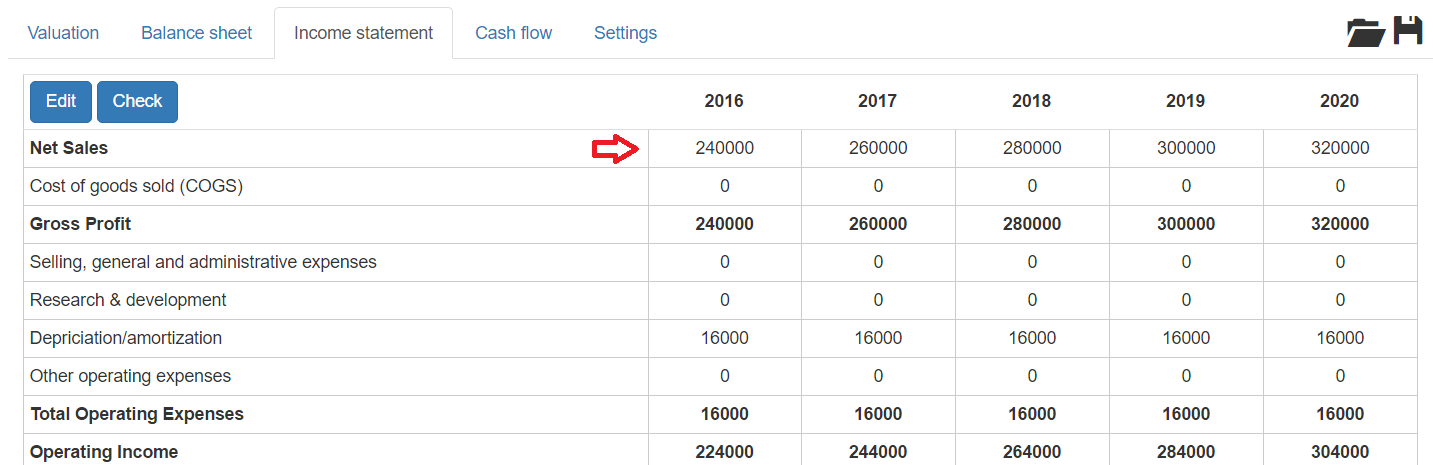 Valuation Balance sheet Income statement Cash flow Settings
Edit Check 2016 2017 2018 2019 2020
Net Sales 240000 260000 280000 300000 320000
Cost of goods sold (COGS) 0 0 0 0 0
Gross Profit 240000 260000 280000 300000 320000
Selling, general and administrative expenses 0 0 0 0 0
Research & development 0 0 0 0 0
Depriciation/amortization 16000 16000 16000 16000 16000
Other operating expenses 0 0 0 0 0
Total Operating Expenses 16000 16000 16000 16000 16000
Operating Income 224000 244000 264000 284000 304000